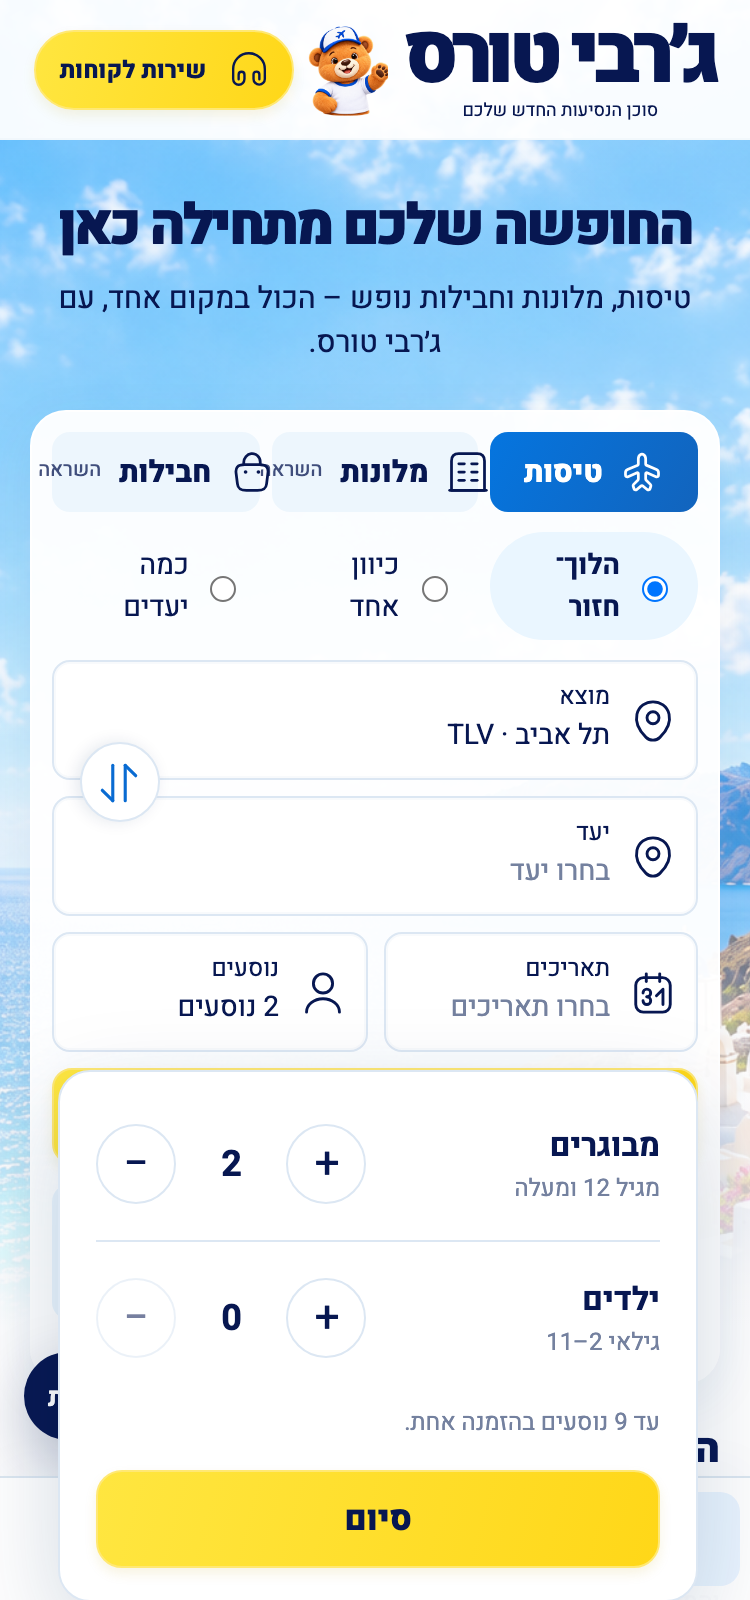 ג'רבי טורס
סוכן הנסיעות החדש שלכם
שירות לקוחות
החופשה שלכם מתחילה כאן
טיסות, מלונות וחבילות נופש – הכול במקום אחד, עם
ג'רבי טורס.
טיסות
מלונות
השראה
חבילות
השראה
הלוך־
חזור
כיוון
אחד
כמה
יעדים
מוצא
תל אביב · TLV
יעד
בחרו יעד
תאריכים
בחרו תאריכים
31
נוסעים
2 נוסעים
מבוגרים
מגיל 12 ומעלה
+
2
−
ילדים
גילאי 2–11
+
0
−
עד 9 נוסעים בהזמנה אחת.
סיום